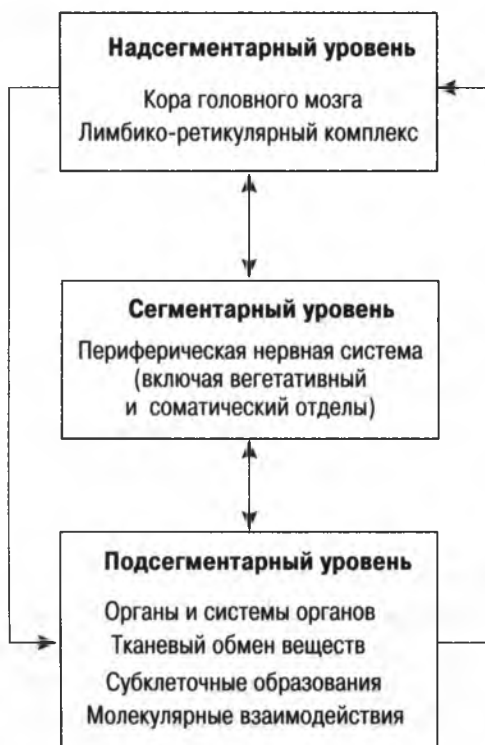 Надсегментарный уровень
Кора головного мозга
Лимбико-ретикулярный комплекс
Сегментарный уровень
Периферическая нервная система
(включая вегетативный
и соматический отделы)
Подсегментарный уровень
Органы и системы органов
Тканевый обмен веществ
Субклеточные образования
Молекулярные взаимодействия